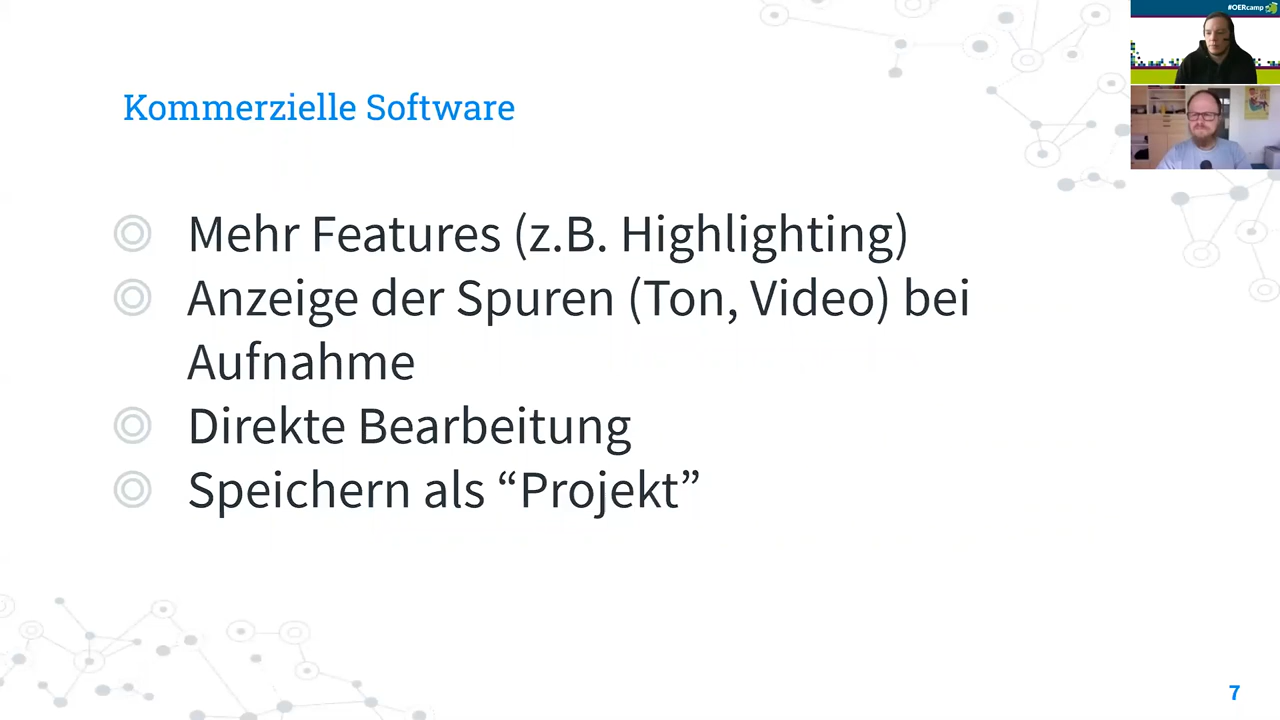 #OERcamp
Kommerzielle Software
Mehr Features (z.B. Highlighting)
Anzeige der Spuren (Ton, Video) bei
Aufnahme
Direkte Bearbeitung
Speichern als “Projekt”
7